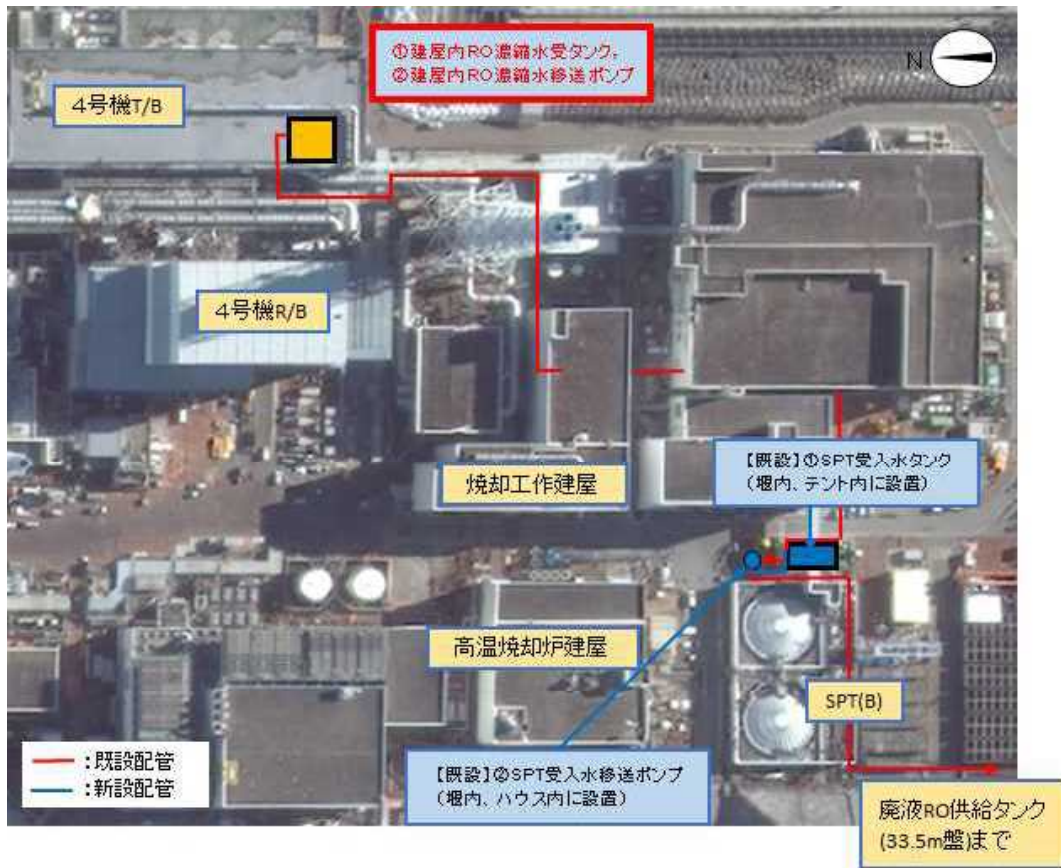 ①建屋内RO濃縮水受タンク,
②建屋内RO濃縮水移送ポンプ
N
4号機T/B
4号機R/B
【既設】①SPT受入水タンク
(堰内、テント内に設置)
焼却工作建屋
高温焼却炉建屋
SPT(B)
:既設配管
:新設配管
【既設】②SPT受入水移送ポンプ
(堰内、ハウス内に設置)
廃液RO供給タンク
(33.5m盤)まで